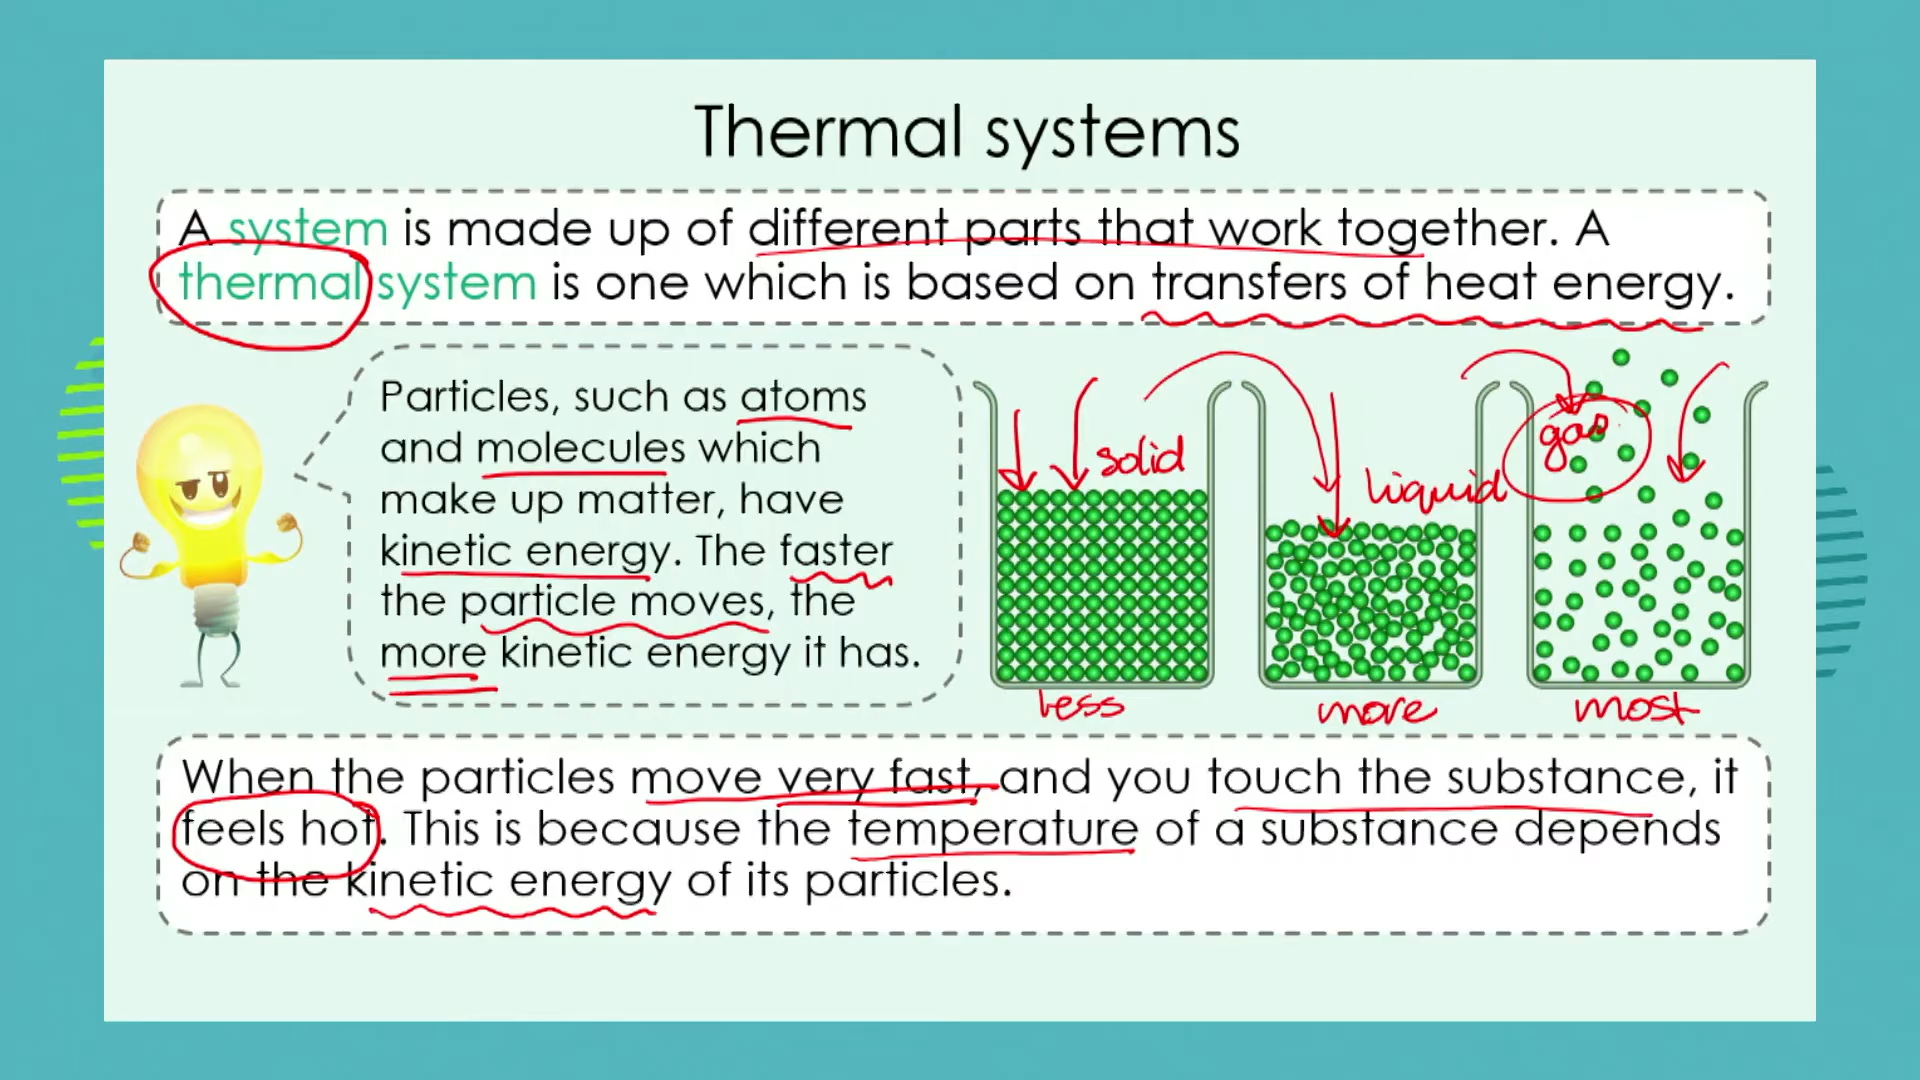 Thermal systems
A system is made up of different parts that work together. A
thermal system is one which is based on transfers of heat energy.
Particles, such as atoms
and molecules which
make up matter, have
kinetic energy. The faster
the particle moves, the
more kinetic energy it has.
solid
liquid
gas
less
more
most
When the particles move very fast, and you touch the substance, it
feels hot. This is because the temperature of a substance depends
on the kinetic energy of its particles.